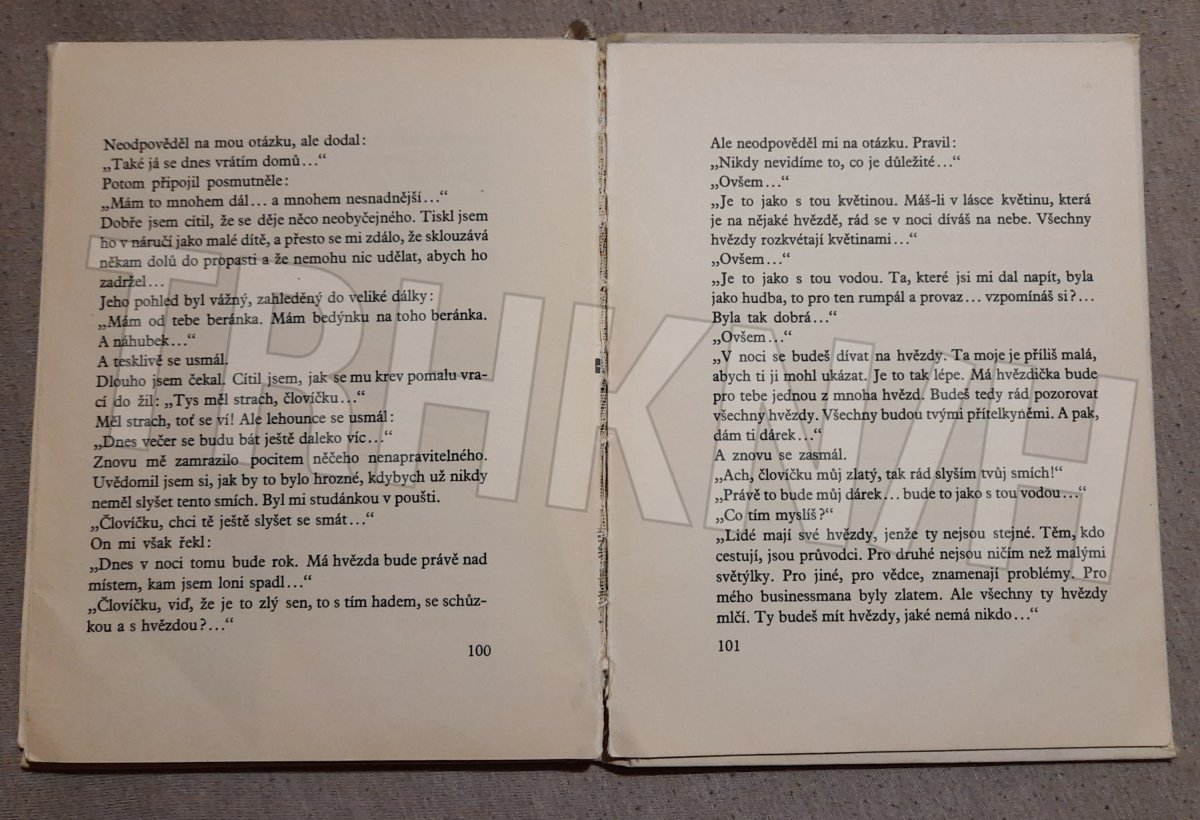 Neodpověděl na mou otázku, ale dodal:
„Také já se dnes vrátím domů...“
Potom připojil posmutněle:
„Mám to mnohem dál... a mnohem nesnadnější...“
Dobře jsem cítil, že se děje něco neobyčejného. Tiskl jsem
ho v náručí jako malé dítě, a přesto se mi zdálo, že sklouzává
někam dolů do propasti a že nemohu nic udělat, abych ho
zadržel...
Jeho pohled byl vážný, zahleděný do veliké dálky:
„Mám od tebe beránka. Mám bedýnku na toho beránka.
A náhubek...“
A tesklivě se usmál.
Dlouho jsem čekal. Cítil jsem, jak se mu krev pomalu vra-
cí do žil: „Tys měl strach, človíčku...“
Měl strach, toť se ví! Ale lehounce se usmál:
„Dnes večer se budu bát ještě daleko víc...“
Znovu mě zamrazilo pocitem něčeho nenapravitelného.
Uvědomil jsem si, jak by to bylo hrozné, kdybych už nikdy
neměl slyšet tento smích. Byl mi studánkou v poušti.
„Človíčku, chci tě ještě slyšet se smát...“
On mi však řekl:
„Dnes v noci tomu bude rok. Má hvězda bude právě nad
místem, kam jsem loni spadl...“
„Človíčku, viď, že je to zlý sen, to s tím hadem, se schůz-
kou a s hvězdou?...“
100
Ale neodpověděl mi na otázku. Pravil:
„Nikdy nevidíme to, co je důležité...“
„Ovšem...“
„Je to jako s tou květinou. Máš-li v lásce květinu, která
je na nějaké hvězdě, rád se v noci díváš na nebe. Všechny
hvězdy rozkvétají květinami...“
„Ovšem...“
„Je to jako s tou vodou. Ta, které jsi mi dal napít, byla
jako hudba, to pro ten rumpál a provaz... vzpomínáš si?...
Byla tak dobrá...“
„Ovšem...“
„V noci se budeš dívat na hvězdy. Ta moje je příliš malá,
abych ti ji mohl ukázat. Je to tak lépe. Má hvězdička bude
pro tebe jednou z mnoha hvězd. Budeš tedy rád pozorovat
všechny hvězdy. Všechny budou tvými přítelkyněmi. A pak,
dám ti dárek...“
A znovu se zasmál.
„Ach, človíčku můj zlatý, tak rád slyším tvůj smích!“
„Právě to bude můj dárek... bude to jako s tou vodou...“
„Co tím myslíš?“
„Lidé mají své hvězdy, jenže ty nejsou stejné. Těm, kdo
cestují, jsou průvodci. Pro druhé nejsou ničím než malými
světýlky. Pro jiné, pro vědce, znamenají problémy. Pro
mého businessmana byly zlatem. Ale všechny ty hvězdy
mlčí. Ty budeš mít hvězdy, jaké nemá nikdo...“
101
TRHKNIH